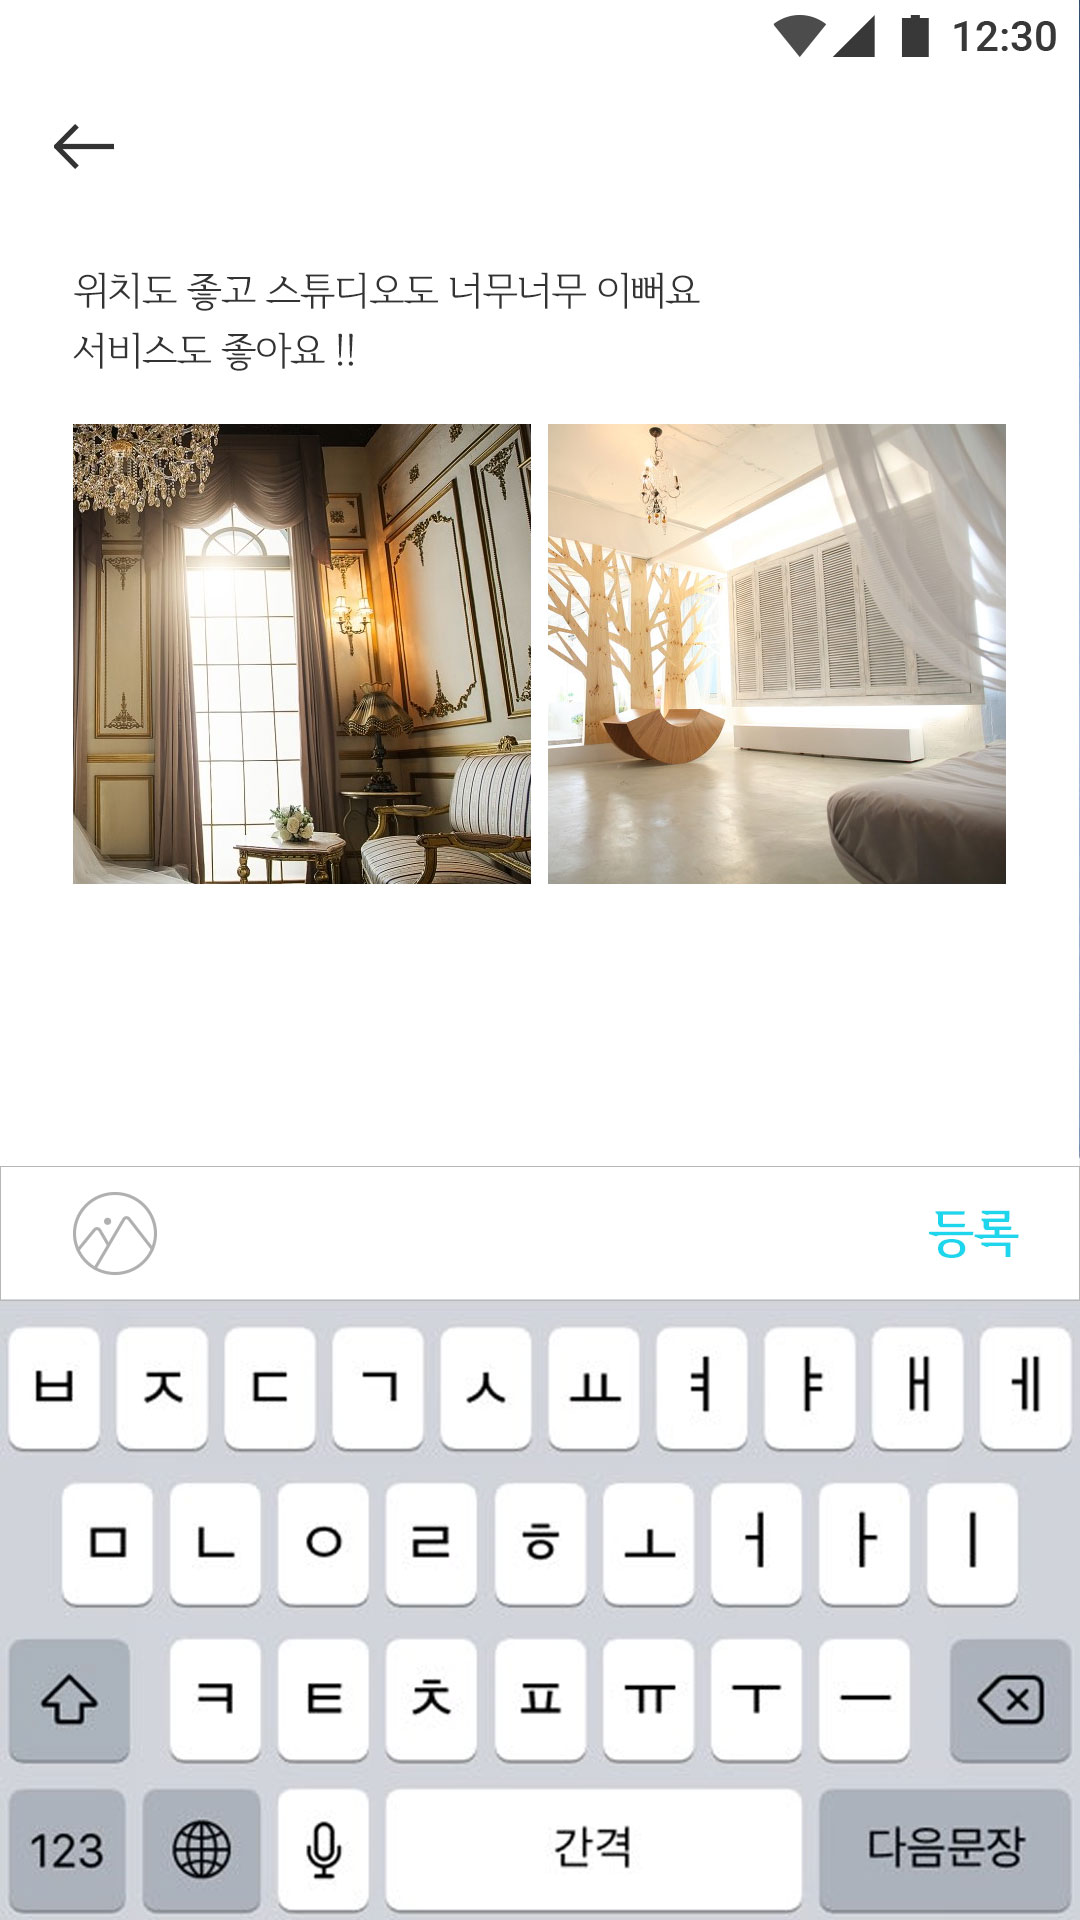 12:30
위치도 좋고 스튜디오도 너무너무 이뻐요
서비스도 좋아요 !!
등록
ㅂ ㅈ ㄷ ㄱ ㅅ ㅛ ㅕ ㅑ ㅐ ㅔ
ㅁ ㄴ ㅇ ㄹ ㅎ ㅗ ㅓ ㅏ ㅣ
ㅋ ㅌ ㅊ ㅍ ㅠ ㅜ ㅡ
123 간격 다음문장